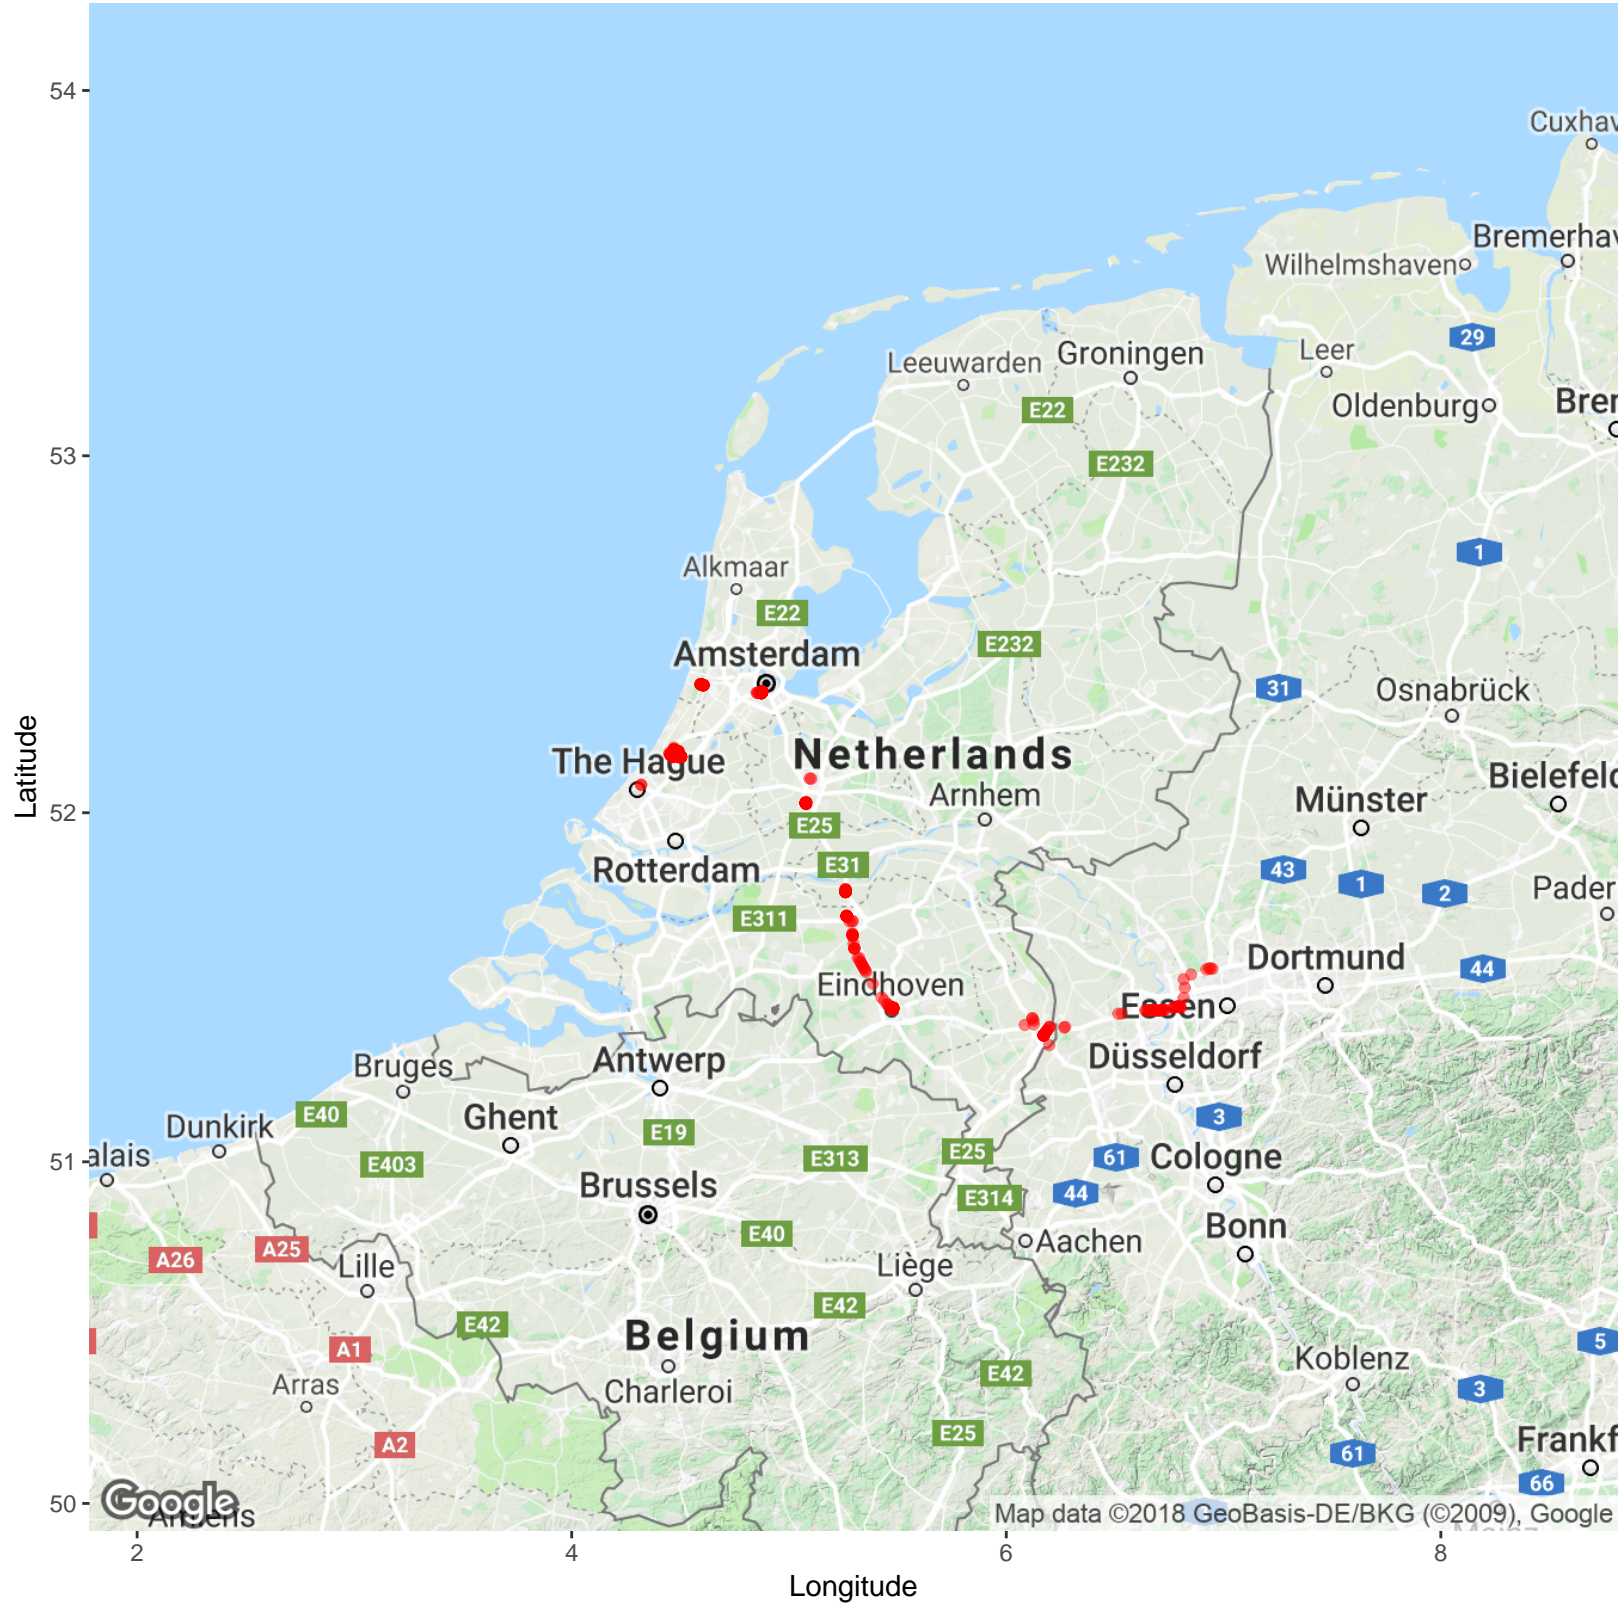 54
Cuxhav
Bremerhav
Wilhelmshaven
29
Leeuwarden
Groningen
Leer
E22
Oldenburg
Brer
53
E232
1
Alkmaar
E22
E232
Amsterdam
31
Osnabrück
The Hague
Netherlands
Bielefeld
Arnhem
Münster
52
E25
Latitude
E31
Rotterdam
43
1
2
Pader
E311
Dortmund
44
Eindhoven
Essen
Bruges
Antwerp
Düsseldorf
E40
Dunkirk
Ghent
3
E19
51
alais
E403
E313
E25
61
Cologne
Brussels
44
E314
E40
Bonn
Aachen
A25
A26
Lille
Liège
E42
E42
Belgium
A1
5
Koblenz
Arras
Charleroi
E42
3
E25
Frankf
A2
61
66
50
Google
Map data ©2018 GeoBasis-DE/BKG (©2009), Google
2
4
6
8
Longitude